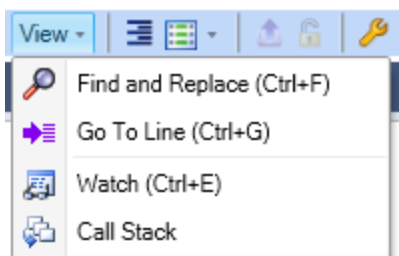 View
Find and Replace (Ctrl+F)
Go To Line (Ctrl+G)
Watch (Ctrl+E)
Call Stack